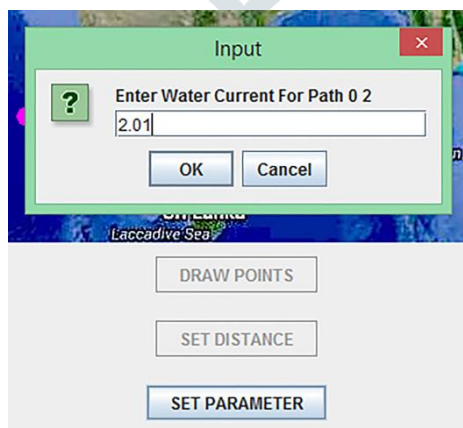 Input
×
?
Enter Water Current For Path 0 2
2.01
OK Cancel
Sri Lanka
Laccadive Sea
DRAW POINTS
SET DISTANCE
SET PARAMETER